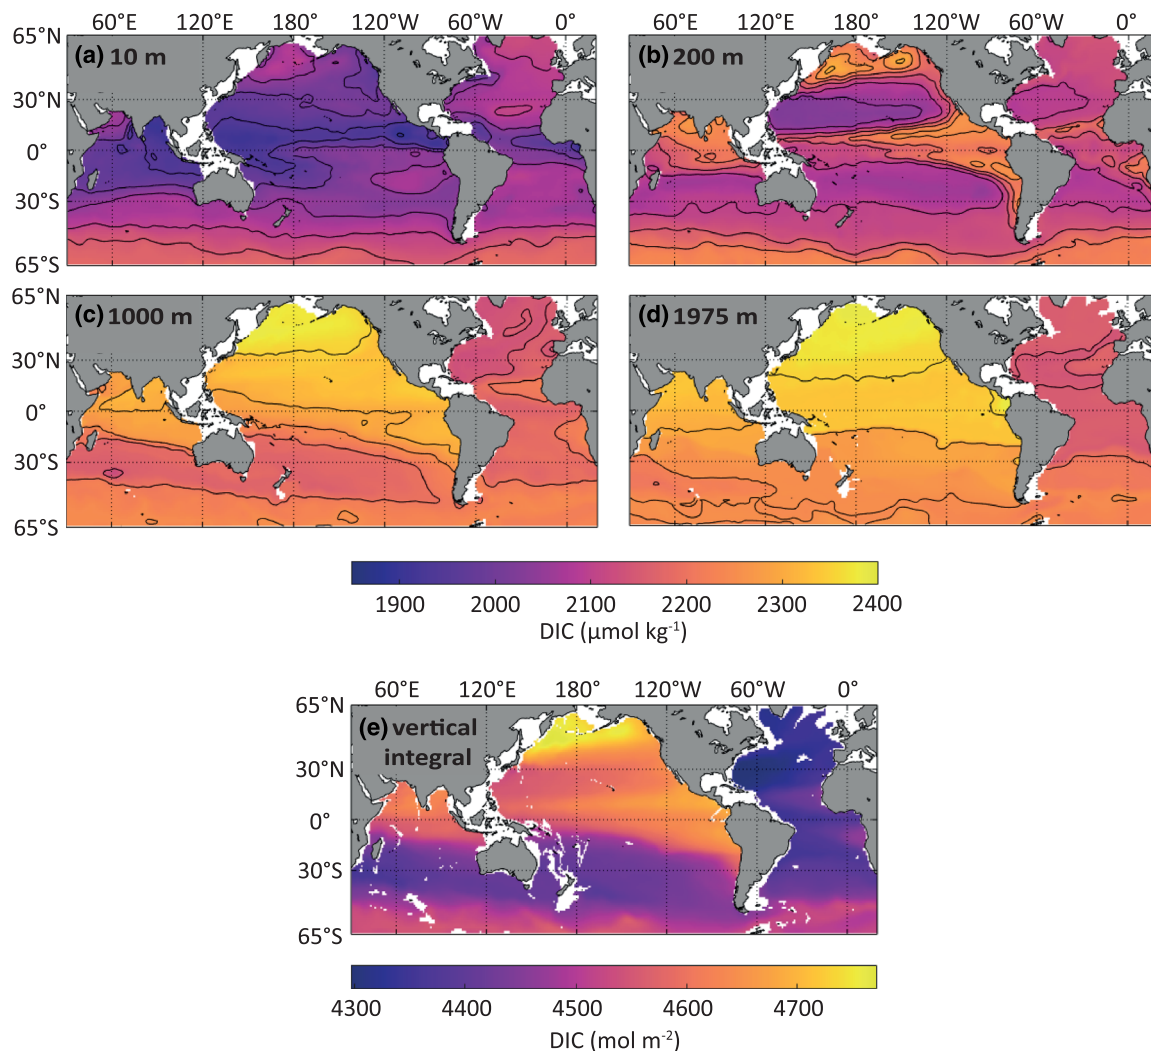 60°E 120°E 180° 120°W 60°W 0° 60°E 120°E 180° 120°W 60°W 0°
65°N
(a) 10 m
(b) 200 m
30°N
0°
30°S
65°S
65°N
(c) 1000 m
(d) 1975 m
30°N
0°
30°S
65°S
1900 2000 2100 2200 2300 2400
DIC (μmol kg⁻¹)
60°E 120°E 180° 120°W 60°W 0°
65°N
(e) vertical
integral
30°N
0°
30°S
65°S
4300 4400 4500 4600 4700
DIC (mol m⁻²)